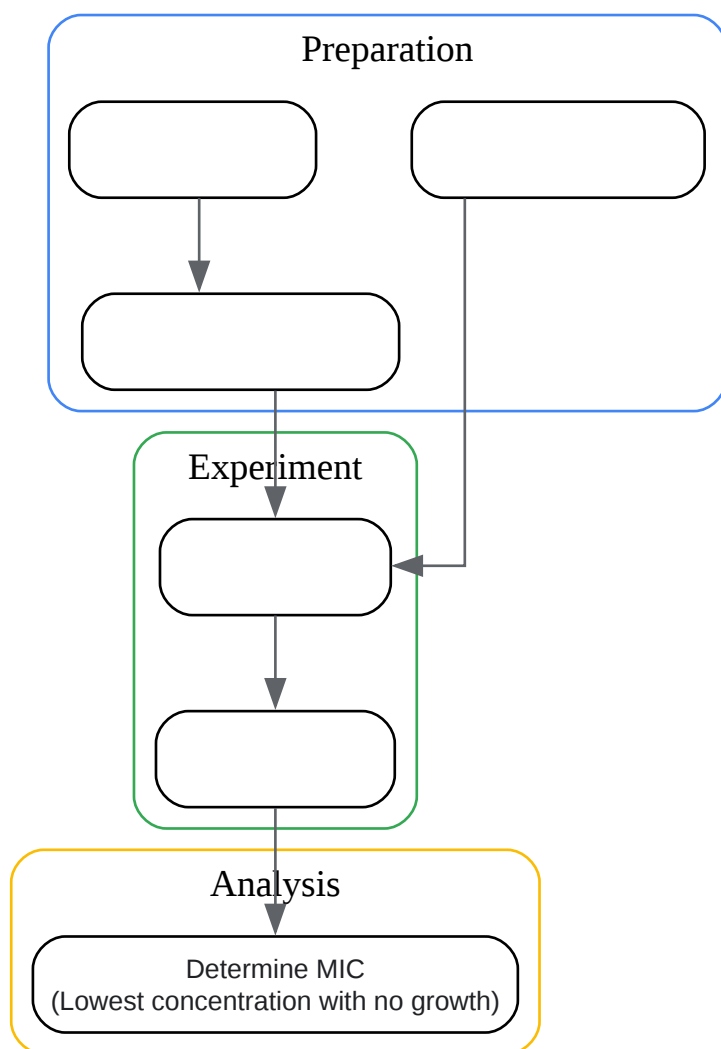 Preparation
Experiment
Analysis
Determine MIC
(Lowest concentration with no growth)